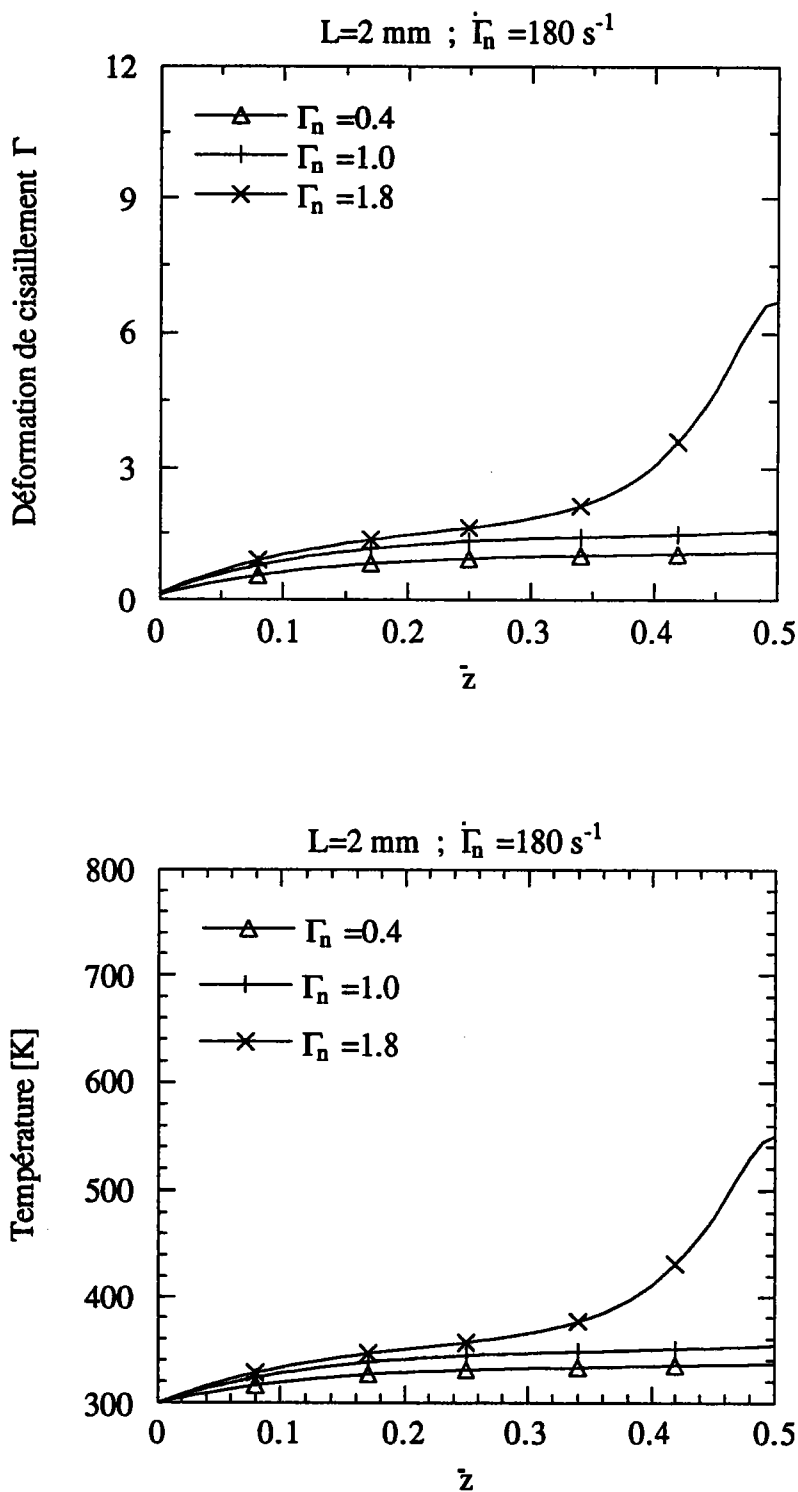 L=2 mm ; Γ̇n =180 s-1
12
9
6
3
0
Déformation de cisaillement Γ
Γn =0.4
Γn =1.0
Γn =1.8
0 0.1 0.2 0.3 0.4 0.5
z̄
L=2 mm ; Γ̇n =180 s-1
800
700
600
500
400
300
Température [K]
Γn =0.4
Γn =1.0
Γn =1.8
0 0.1 0.2 0.3 0.4 0.5
z̄